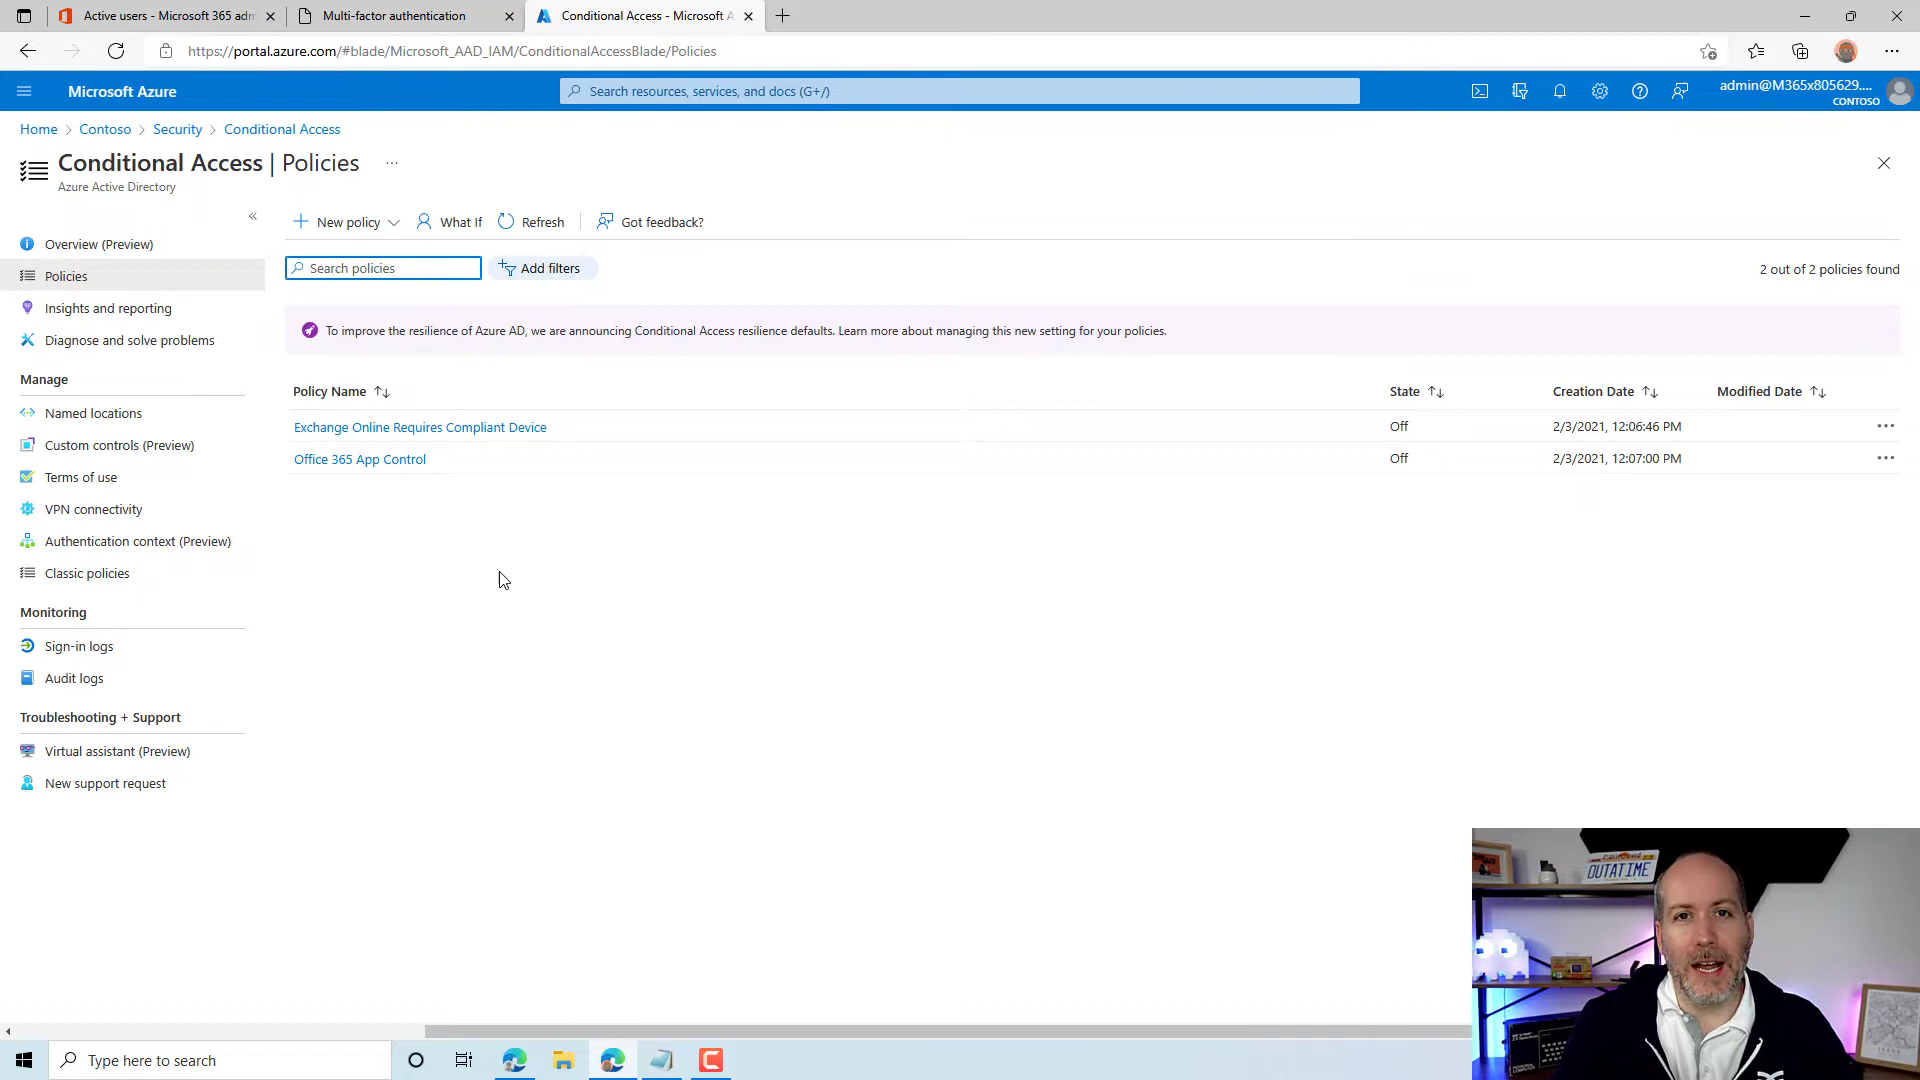 Active users - Microsoft 365 adm
Multi-factor authentication
Conditional Access - Microsoft A
https://portal.azure.com/#blade/Microsoft_AAD_IAM/ConditionalAccessBlade/Policies
Microsoft Azure
Search resources, services, and docs (G+/)
admin@M365x805629....
CONTOSO
Home > Contoso > Security > Conditional Access
Conditional Access | Policies ...
Azure Active Directory
New policy
What If
Refresh
Got feedback?
Search policies
Add filters
2 out of 2 policies found
To improve the resilience of Azure AD, we are announcing Conditional Access resilience defaults. Learn more about managing this new setting for your policies.
Policy Name State Creation Date Modified Date
Exchange Online Requires Compliant Device Off 2/3/2021, 12:06:46 PM
Office 365 App Control Off 2/3/2021, 12:07:00 PM
Overview (Preview)
Policies
Insights and reporting
Diagnose and solve problems
Manage
Named locations
Custom controls (Preview)
Terms of use
VPN connectivity
Authentication context (Preview)
Classic policies
Monitoring
Sign-in logs
Audit logs
Troubleshooting + Support
Virtual assistant (Preview)
New support request
OUTATIME
Type here to search